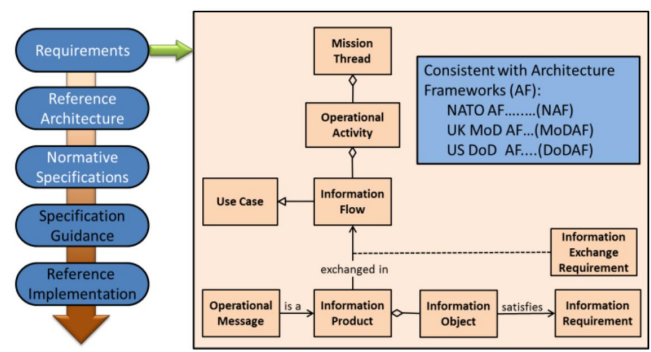 Requirements
Reference
Architecture
Normative
Specifications
Specification
Guidance
Reference
Implementation
Mission
Thread
Operational
Activity
Consistent with Architecture
Frameworks (AF):
NATO AF........(NAF)
UK MoD AF...(MoDAF)
US DoD AF....(DoDAF)
Use Case
Information
Flow
Information
Exchange
Requirement
exchanged in
Operational
Message
is a
Information
Product
Information
Object
satisfies
Information
Requirement